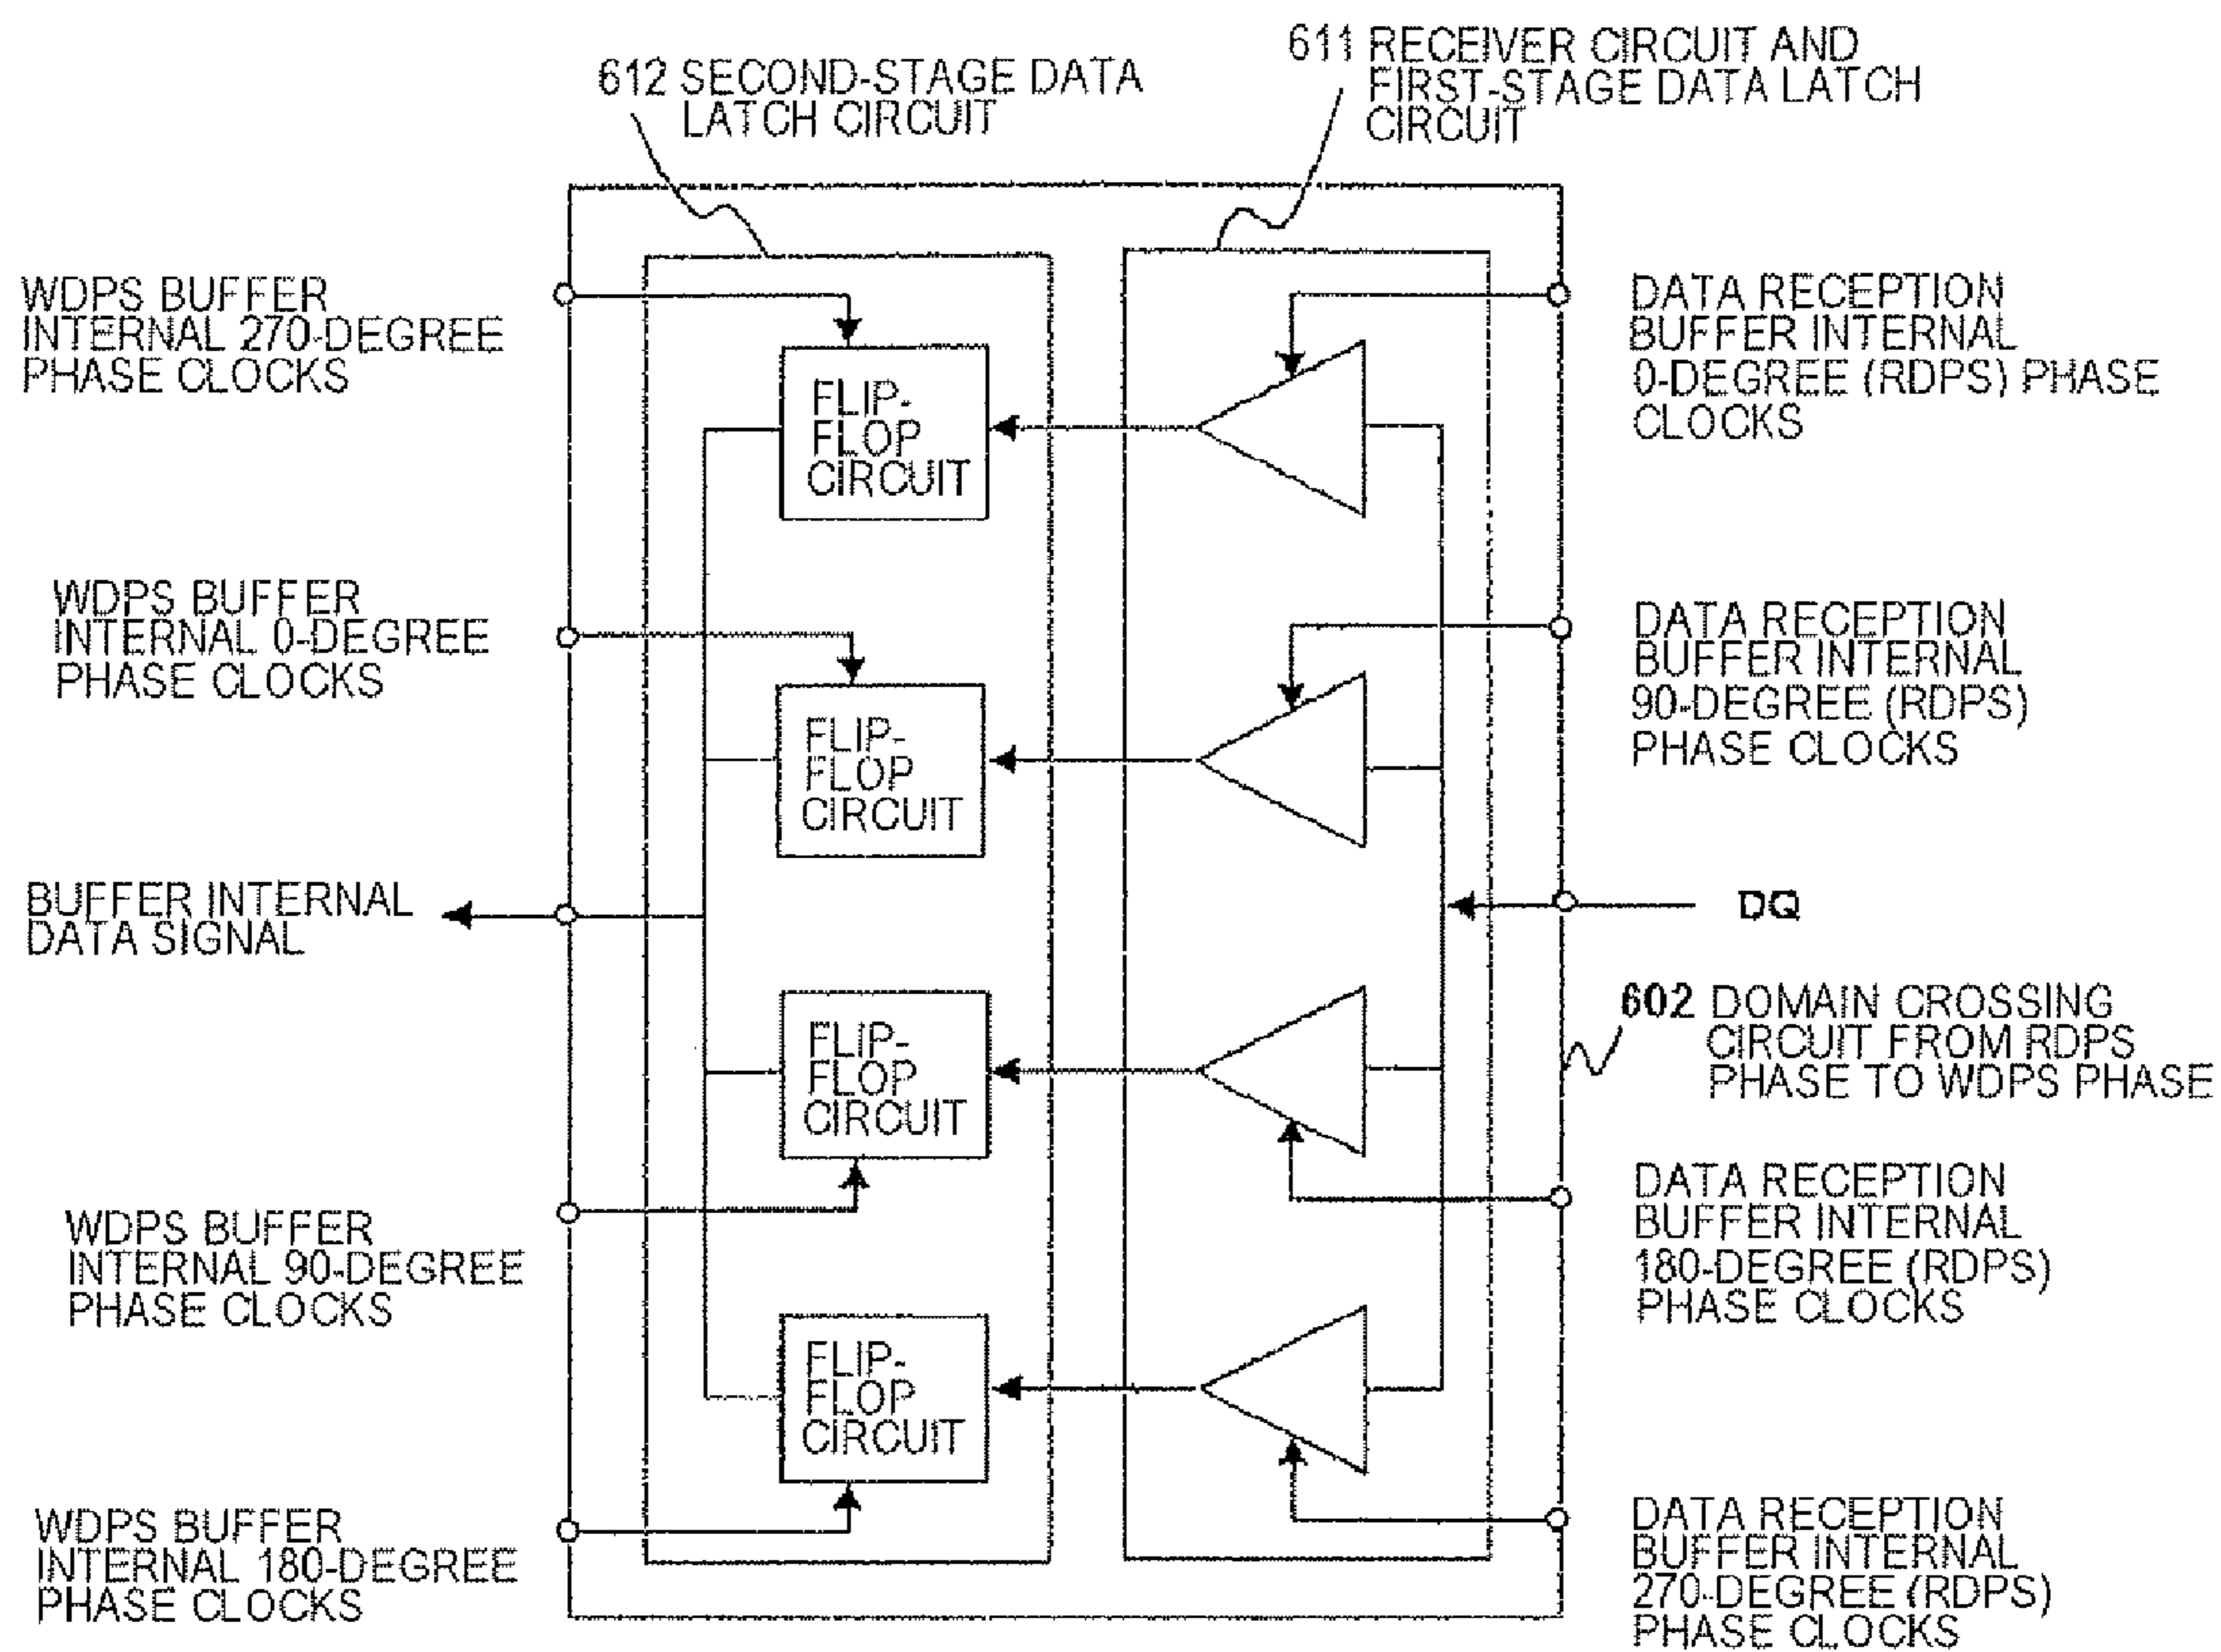 612 SECOND-STAGE DATA
LATCH CIRCUIT
611 RECEIVER CIRCUIT AND
FIRST-STAGE DATA LATCH
CIRCUIT
WDPS BUFFER
INTERNAL 270-DEGREE
PHASE CLOCKS
WDPS BUFFER
INTERNAL 0-DEGREE
PHASE CLOCKS
BUFFER INTERNAL
DATA SIGNAL
WDPS BUFFER
INTERNAL 90-DEGREE
PHASE CLOCKS
WDPS BUFFER
INTERNAL 180-DEGREE
PHASE CLOCKS
FLIP-
FLOP
CIRCUIT
FLIP-
FLOP
CIRCUIT
FLIP-
FLOP
CIRCUIT
FLIP-
FLOP
CIRCUIT
DATA RECEPTION
BUFFER INTERNAL
0-DEGREE (RDPS) PHASE
CLOCKS
DATA RECEPTION
BUFFER INTERNAL
90-DEGREE (RDPS)
PHASE CLOCKS
DQ
602 DOMAIN CROSSING
CIRCUIT FROM RDPS
PHASE TO WDPS PHASE
DATA RECEPTION
BUFFER INTERNAL
180-DEGREE (RDPS)
PHASE CLOCKS
DATA RECEPTION
BUFFER INTERNAL
270-DEGREE (RDPS)
PHASE CLOCKS